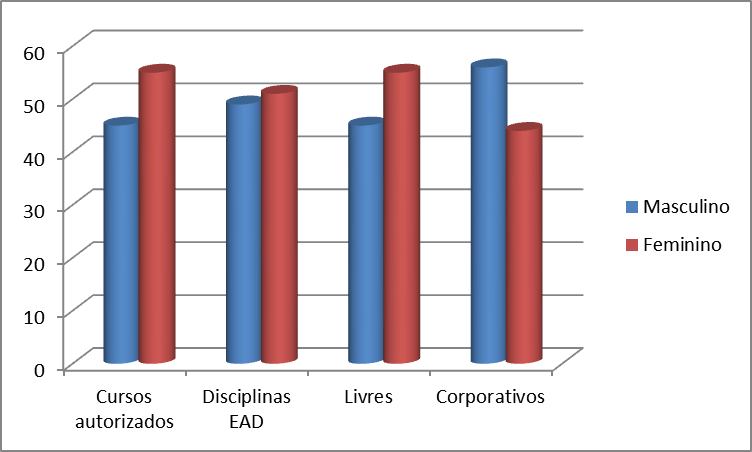 60
50
40
30
20
10
0
Cursos
autorizados
Disciplinas
EAD
Livres
Corporativos
Masculino
Feminino